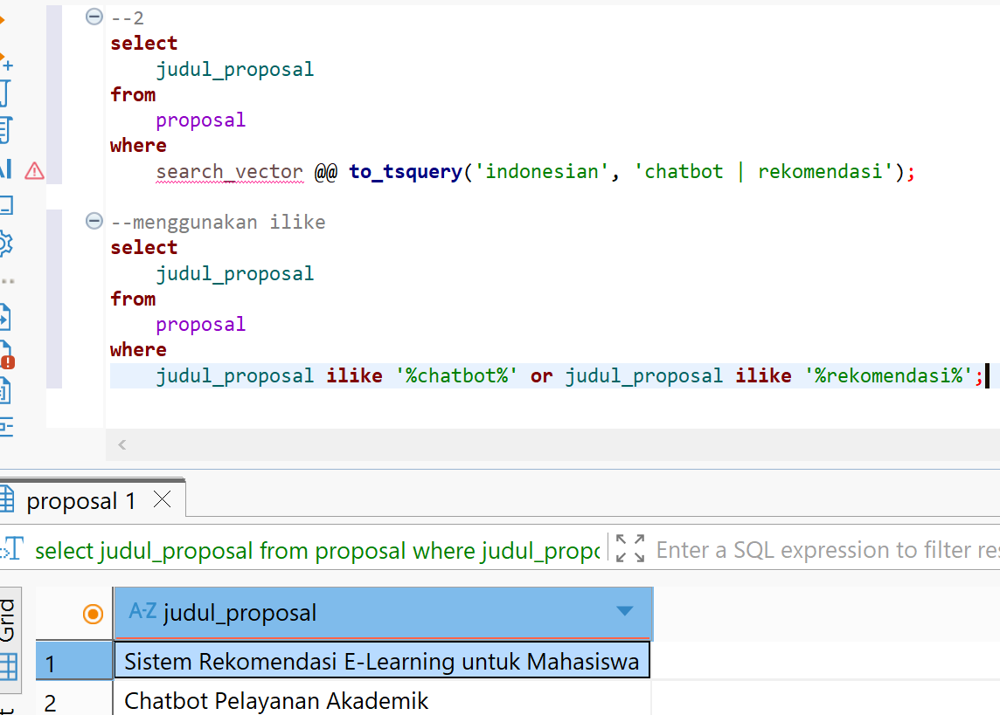 --2
select
judul_proposal
from
proposal
where
search_vector @@ to_tsquery('indonesian', 'chatbot | rekomendasi');
--menggunakan ilike
select
judul_proposal
from
proposal
where
judul_proposal ilike '%chatbot%' or judul_proposal ilike '%rekomendasi%';
proposal 1
select judul_proposal from proposal where judul_propo Enter a SQL expression to filter res
Grid
A-Z judul_proposal
1 Sistem Rekomendasi E-Learning untuk Mahasiswa
2 Chatbot Pelayanan Akademik